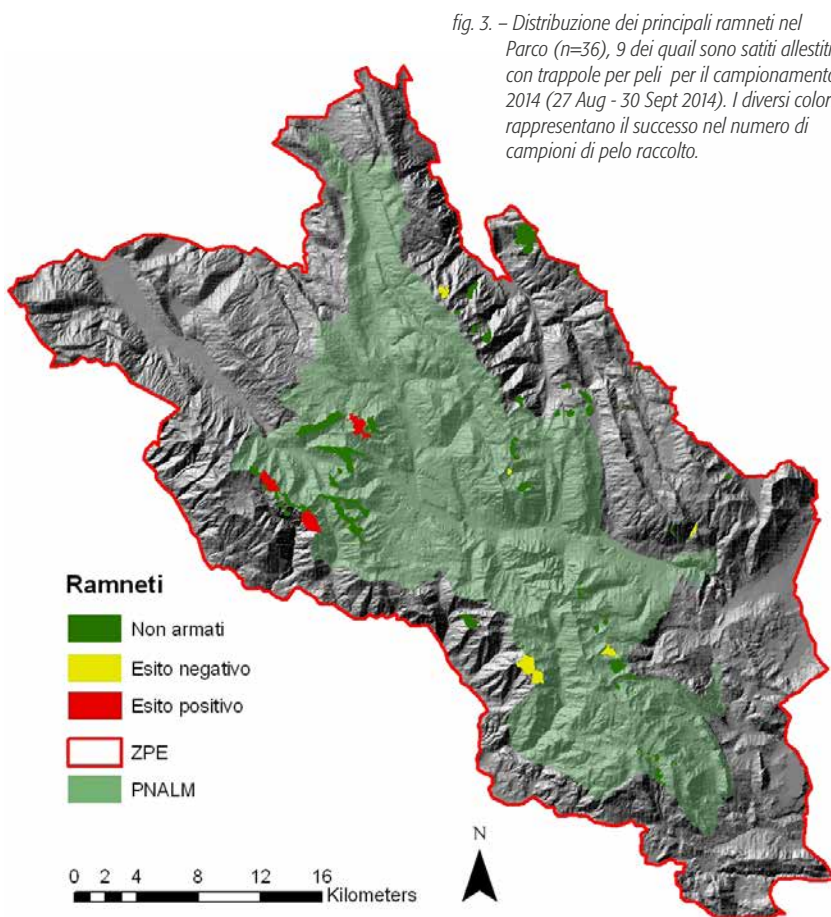 fig. 3. – Distribuzione dei principali ramneti nel
Parco (n=36), 9 dei quail sono satiti allestiti
con trappole per peli per il campionamento
2014 (27 Aug - 30 Sept 2014). I diversi color
rappresentano il successo nel numero di
campioni di pelo raccolto.
Ramneti
Non armati
Esito negativo
Esito positivo
ZPE
PNALM
N
0 2 4 8 12 16
Kilometers